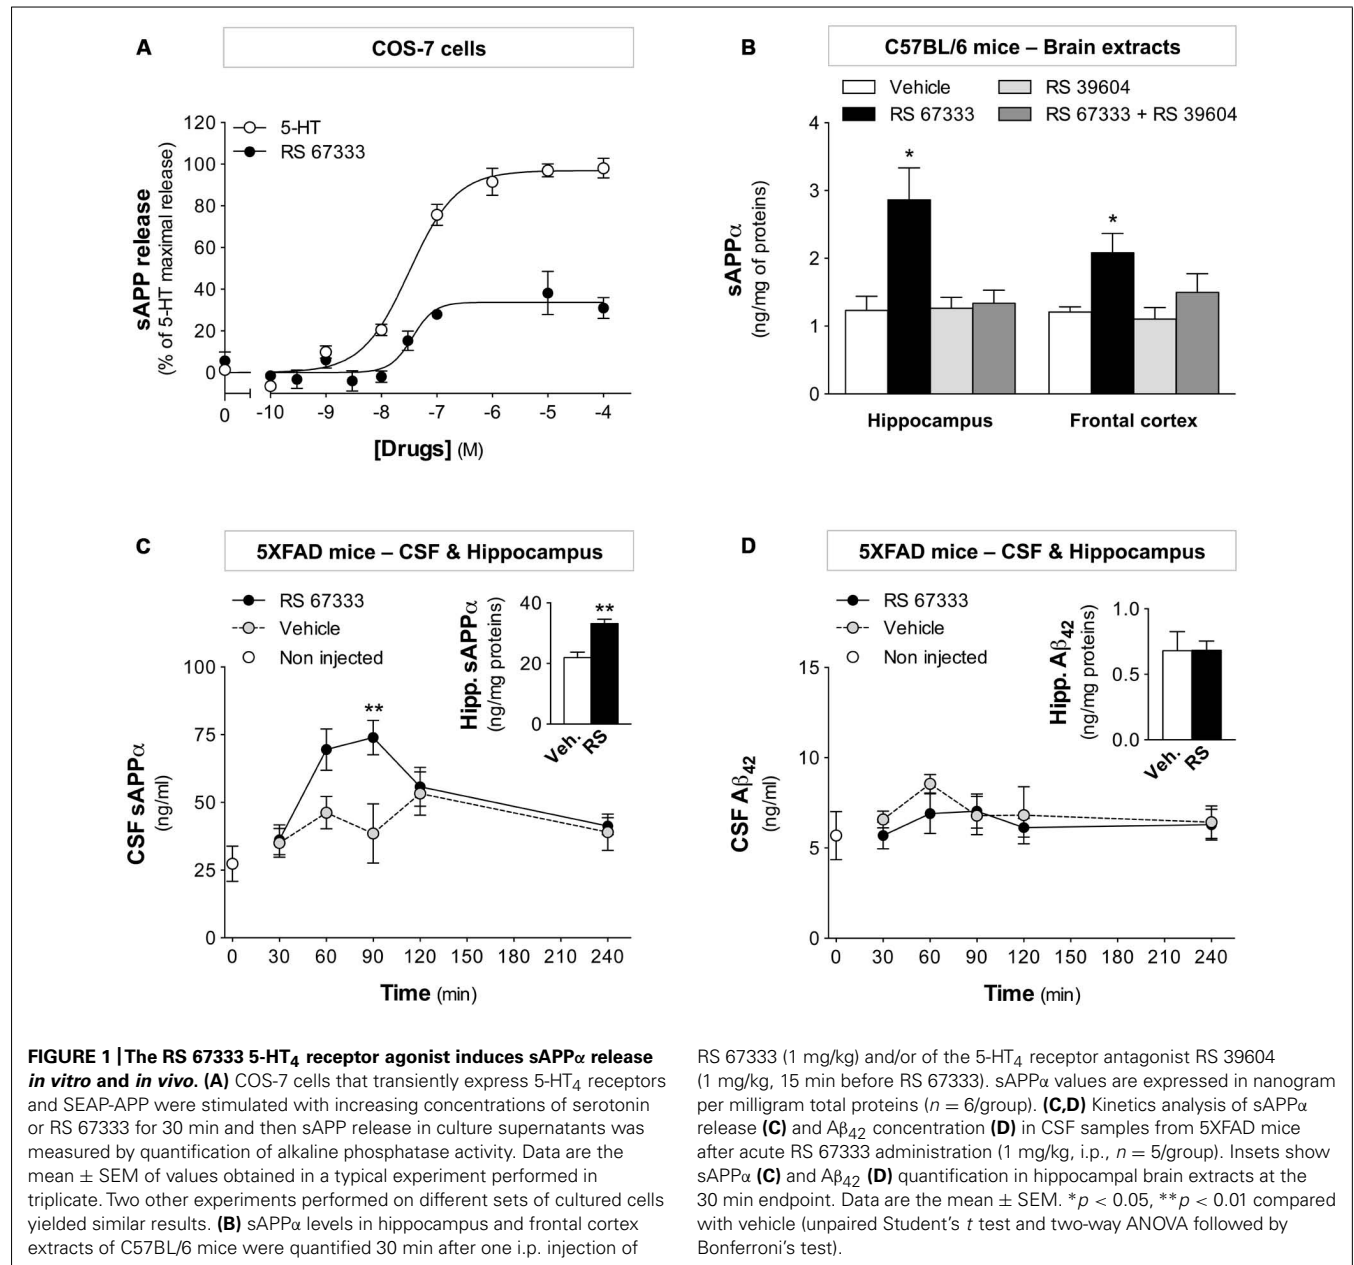 A
COS-7 cells
5-HT
RS 67333
sAPP release
(% of 5-HT maximal release)
120
100
80
60
40
20
0
0
-10
-9
-8
-7
-6
-5
-4
[Drugs] (M)
B
C57BL/6 mice – Brain extracts
Vehicle
RS 39604
RS 67333
RS 67333 + RS 39604
sAPPα
(ng/mg of proteins)
4
3
2
1
0
*
*
Hippocampus
Frontal cortex
C
5XFAD mice – CSF & Hippocampus
RS 67333
Vehicle
Non injected
CSF sAPPα
(ng/ml)
100
75
50
25
0
**
0
30
60
90
120
150
180
210
240
Time (min)
Hipp. sAPPα
(ng/mg proteins)
40
20
0
**
Veh.
RS
D
5XFAD mice – CSF & Hippocampus
RS 67333
Vehicle
Non injected
CSF Aβ42
(ng/ml)
15
10
5
0
0
30
60
90
120
150
180
210
240
Time (min)
Hipp. Aβ42
(ng/mg proteins)
1.0
0.5
0.0
Veh.
RS
FIGURE 1 | The RS 67333 5-HT4 receptor agonist induces sAPPα release
in vitro and in vivo. (A) COS-7 cells that transiently express 5-HT4 receptors
and SEAP-APP were stimulated with increasing concentrations of serotonin
or RS 67333 for 30 min and then sAPP release in culture supernatants was
measured by quantification of alkaline phosphatase activity. Data are the
mean ± SEM of values obtained in a typical experiment performed in
triplicate. Two other experiments performed on different sets of cultured cells
yielded similar results. (B) sAPPα levels in hippocampus and frontal cortex
extracts of C57BL/6 mice were quantified 30 min after one i.p. injection of
RS 67333 (1 mg/kg) and/or of the 5-HT4 receptor antagonist RS 39604
(1 mg/kg, 15 min before RS 67333). sAPPα values are expressed in nanogram
per milligram total proteins (n = 6/group). (C,D) Kinetics analysis of sAPPα
release (C) and Aβ42 concentration (D) in CSF samples from 5XFAD mice
after acute RS 67333 administration (1 mg/kg, i.p., n = 5/group). Insets show
sAPPα (C) and Aβ42 (D) quantification in hippocampal brain extracts at the
30 min endpoint. Data are the mean ± SEM. *p < 0.05, **p < 0.01 compared
with vehicle (unpaired Student's t test and two-way ANOVA followed by
Bonferroni's test).